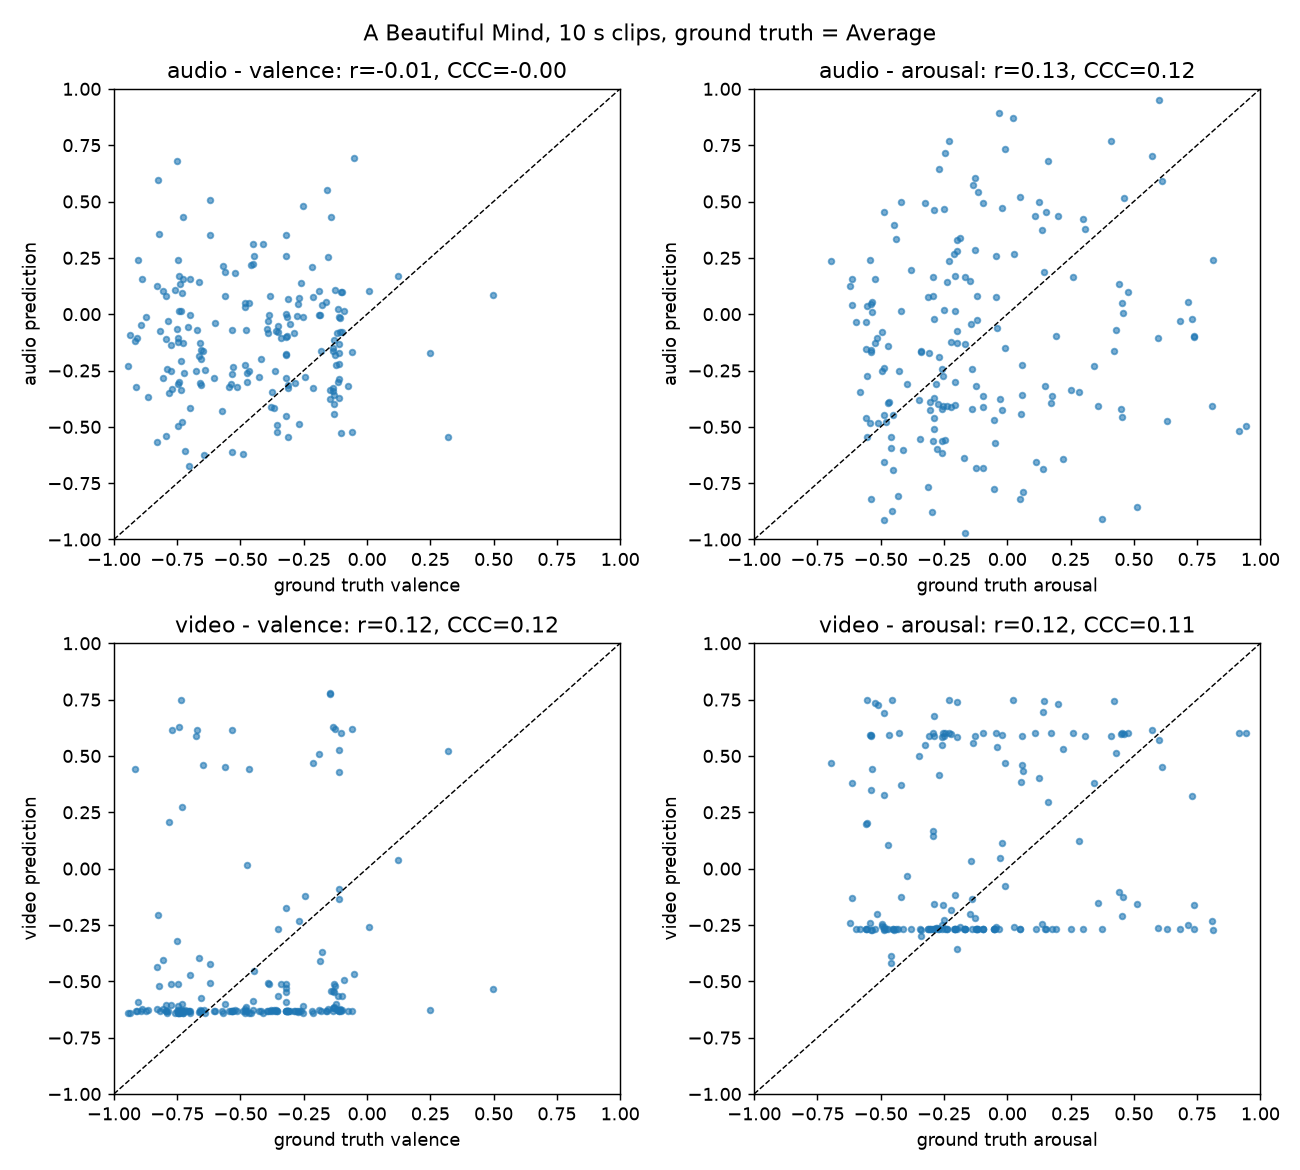 A Beautiful Mind, 10 s clips, ground truth = Average
audio - valence: r=-0.01, CCC=-0.00
audio - arousal: r=0.13, CCC=0.12
1.00
0.75
0.50
0.25
0.00
−0.25
−0.50
−0.75
−1.00
audio prediction
−1.00 −0.75 −0.50 −0.25 0.00 0.25 0.50 0.75 1.00
ground truth valence
1.00
0.75
0.50
0.25
0.00
−0.25
−0.50
−0.75
−1.00
audio prediction
−1.00 −0.75 −0.50 −0.25 0.00 0.25 0.50 0.75 1.00
ground truth arousal
video - valence: r=0.12, CCC=0.12
video - arousal: r=0.12, CCC=0.11
1.00
0.75
0.50
0.25
0.00
−0.25
−0.50
−0.75
−1.00
video prediction
−1.00 −0.75 −0.50 −0.25 0.00 0.25 0.50 0.75 1.00
ground truth valence
1.00
0.75
0.50
0.25
0.00
−0.25
−0.50
−0.75
−1.00
video prediction
−1.00 −0.75 −0.50 −0.25 0.00 0.25 0.50 0.75 1.00
ground truth arousal